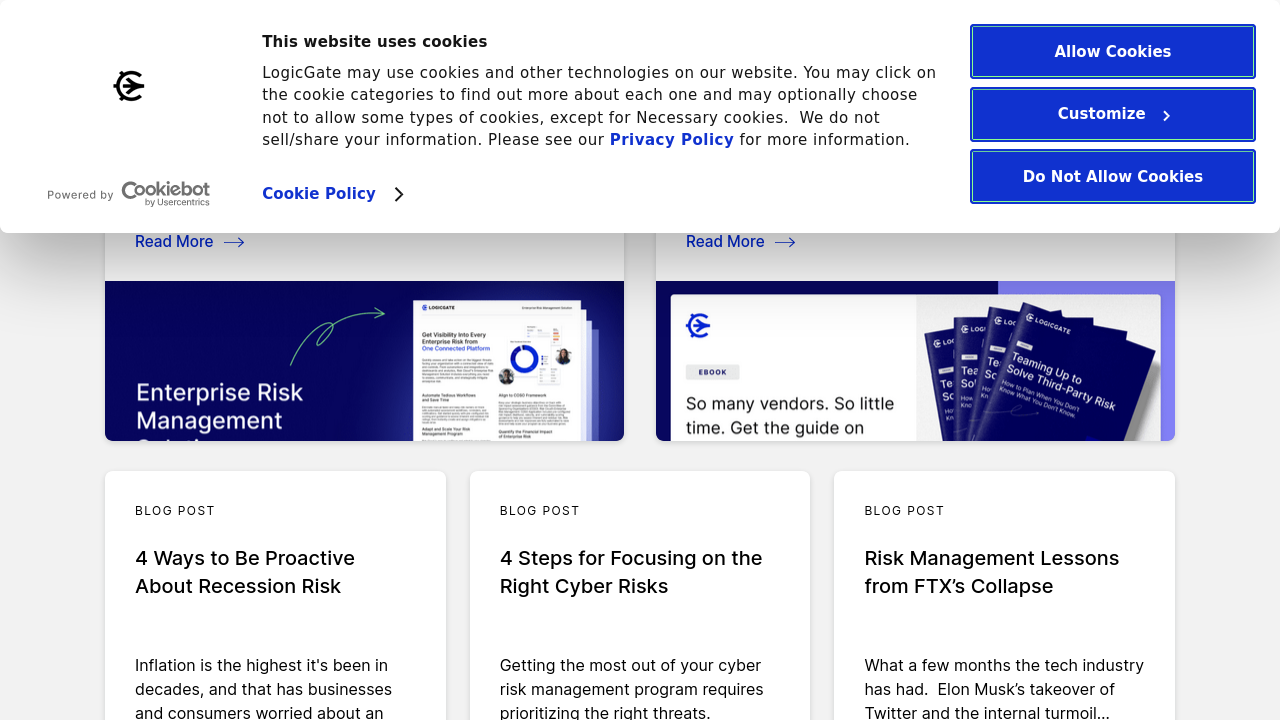 This website uses cookies
LogicGate may use cookies and other technologies on our website. You may click on
the cookie categories to find out more about each one and may optionally choose
not to allow some types of cookies, except for Necessary cookies.  We do not
sell/share your information. Please see our Privacy Policy for more information.
Cookie Policy
Powered by Cookiebot
by Usercentrics
Allow Cookies
Customize
Do Not Allow Cookies
Read More
Read More
Enterprise Risk
Management
LOGICGATE
Get Visibility Into Every
Enterprise Risk from
One Connected Platform
Automate Tedious Workflows
and Save Time
Adapt and Scale Your Risk
Management Program
Align to COSO Framework
Quantify the Financial Impact
of Enterprise Risk
EBOOK
So many vendors. So little
time. Get the guide on
LOGICGATE
Teaming Up to
Solve Third-Party Risk
How to Plan When You Don't
Know What You Don't Know
BLOG POST
4 Ways to Be Proactive
About Recession Risk
Inflation is the highest it's been in
decades, and that has businesses
and consumers worried about an
BLOG POST
4 Steps for Focusing on the
Right Cyber Risks
Getting the most out of your cyber
risk management program requires
prioritizing the right threats.
BLOG POST
Risk Management Lessons
from FTX’s Collapse
What a few months the tech industry
has had.  Elon Musk’s takeover of
Twitter and the internal turmoil...